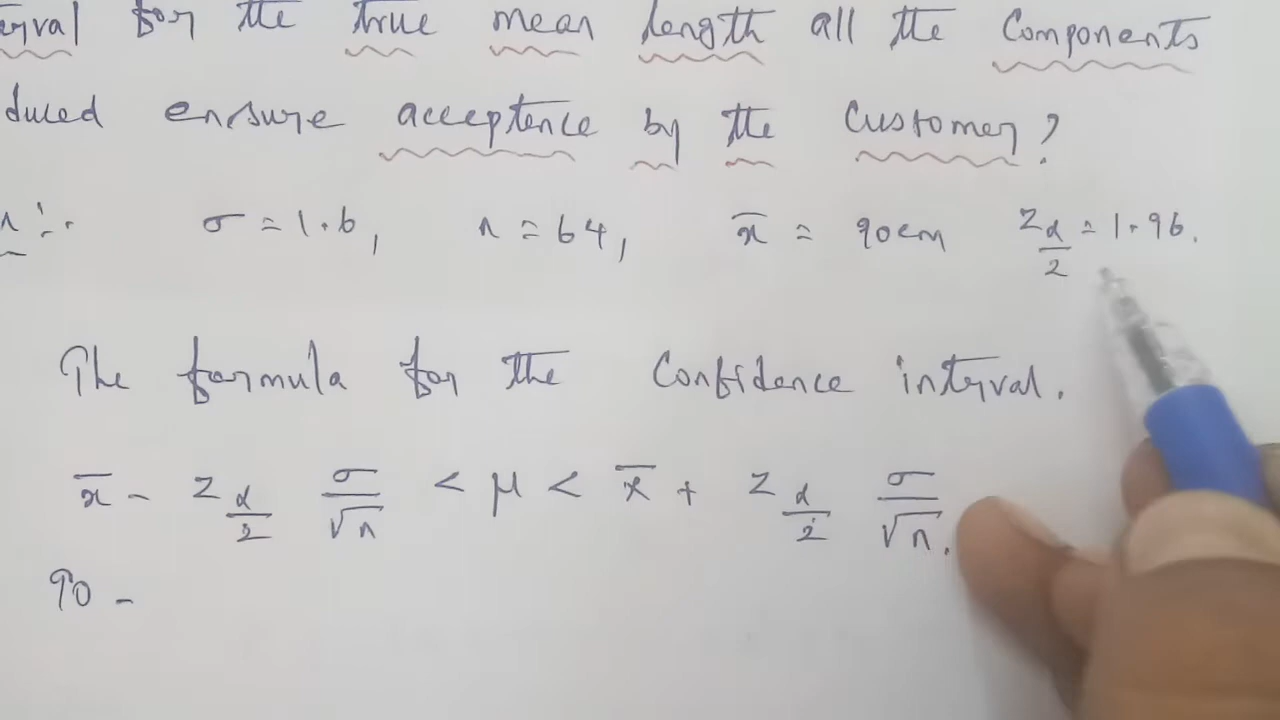 erval for the true mean length all the Components
duced ensure acceptence by the Customer?
n :- σ = 1.6, n = 64, x̄ = 90cm Zα/2 = 1.96.
The formula for the Confidence interval.
x̄ - Zα/2 σ/√n < μ < x̄ + Zα/2 σ/√n.
90 -